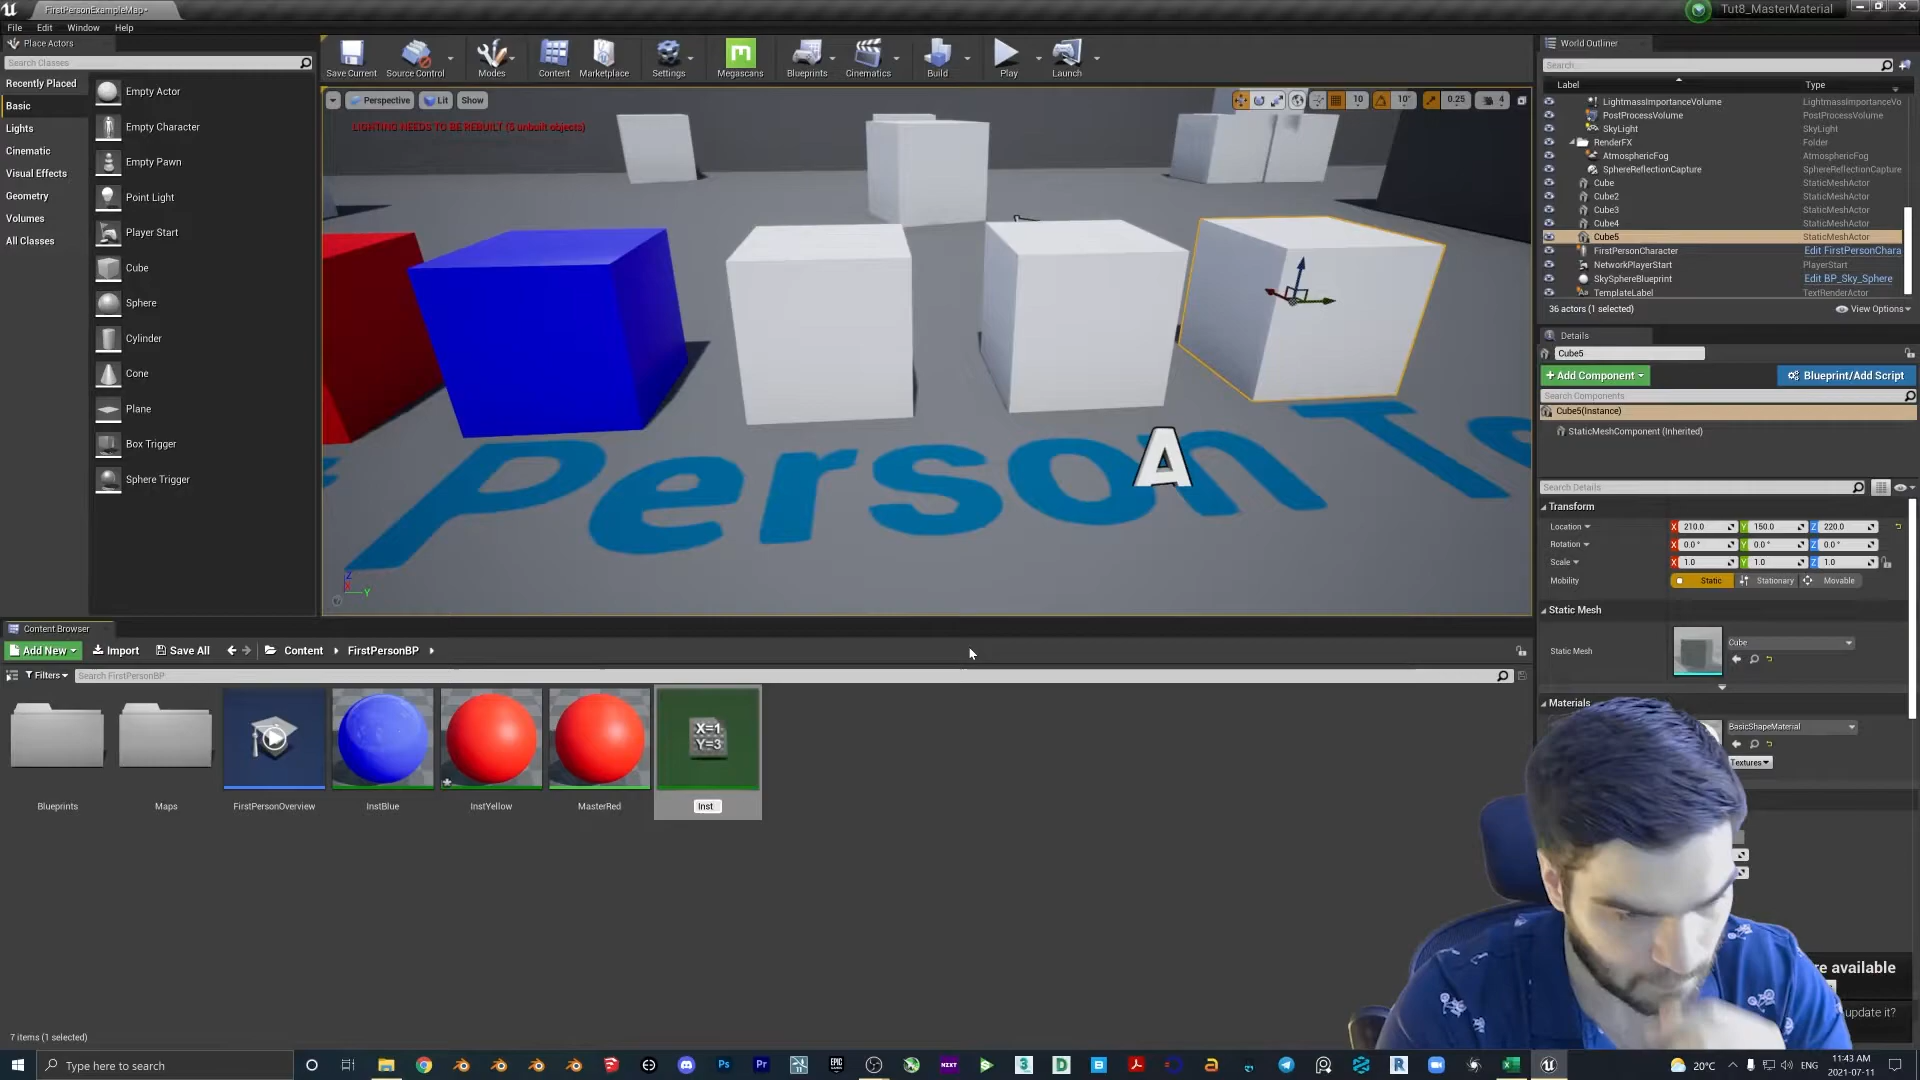 FirstPersonExampleMap•
Tut8_MasterMaterial
File Edit Window Help
Place Actors
Search Classes
Recently Placed
Basic
Lights
Cinematic
Visual Effects
Geometry
Volumes
All Classes
Empty Actor
Empty Character
Empty Pawn
Point Light
Player Start
Cube
Sphere
Cylinder
Cone
Plane
Box Trigger
Sphere Trigger
Save Current
Source Control
Modes
Content
Marketplace
Settings
Megascans
Blueprints
Cinematics
Build
Play
Launch
Perspective Lit Show
10 10° 0.25 4
LIGHTING NEEDS TO BE REBUILT (5 unbuilt objects)
Person
A
Z
X
Y
World Outliner
Search...
Label Type
LightmassImportanceVolume LightmassImportanceVo
PostProcessVolume PostProcessVolume
SkyLight SkyLight
RenderFX Folder
AtmosphericFog AtmosphericFog
SphereReflectionCapture SphereReflectionCapture
Cube StaticMeshActor
Cube2 StaticMeshActor
Cube3 StaticMeshActor
Cube4 StaticMeshActor
Cube5 StaticMeshActor
FirstPersonCharacter Edit FirstPersonChara
NetworkPlayerStart PlayerStart
SkySphereBlueprint Edit BP_Sky_Sphere
TemplateLabel TextRenderActor
36 actors (1 selected) View Options
Details
Cube5
+ Add Component Blueprint/Add Script
Search Components
Cube5(Instance)
StaticMeshComponent (Inherited)
Search Details
Transform
Location X 210.0 Y 150.0 Z 220.0
Rotation X 0.0° Y 0.0° Z 0.0°
Scale X 1.0 Y 1.0 Z 1.0
Mobility Static Stationary Movable
Static Mesh
Static Mesh Cube
Materials
BasicShapeMaterial
Textures
re available
update it?
Content Browser
Add New Import Save All Content FirstPersonBP
Filters Search FirstPersonBP
X=1
Y=3
Blueprints Maps FirstPersonOverview InstBlue InstYellow MasterRed Inst
7 items (1 selected)
Type here to search
20°C ENG 11:43 AM
2021-07-11